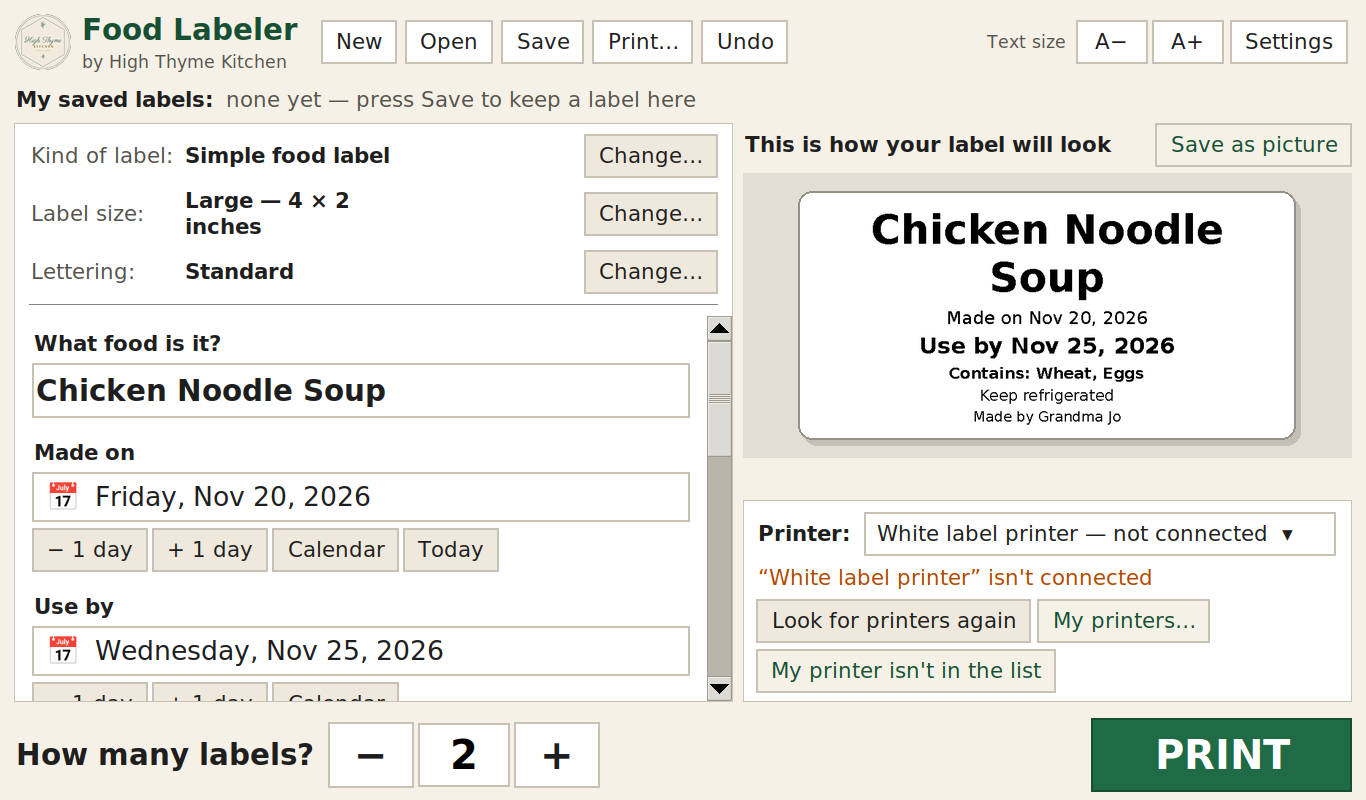 High Thyme
KITCHEN
Food Labeler
by High Thyme Kitchen
New
Open
Save
Print...
Undo
Text size
A−
A+
Settings
My saved labels: none yet — press Save to keep a label here
Kind of label: Simple food label
Change...
Label size: Large — 4 × 2
inches
Change...
Lettering: Standard
Change...
What food is it?
Chicken Noodle Soup
Made on
July
17
Friday, Nov 20, 2026
− 1 day
+ 1 day
Calendar
Today
Use by
July
17
Wednesday, Nov 25, 2026
− 1 day
+ 1 day
Calendar
This is how your label will look
Save as picture
Chicken Noodle
Soup
Made on Nov 20, 2026
Use by Nov 25, 2026
Contains: Wheat, Eggs
Keep refrigerated
Made by Grandma Jo
Printer: White label printer — not connected ▾
“White label printer” isn't connected
Look for printers again
My printers...
My printer isn't in the list
How many labels?
−
2
+
PRINT